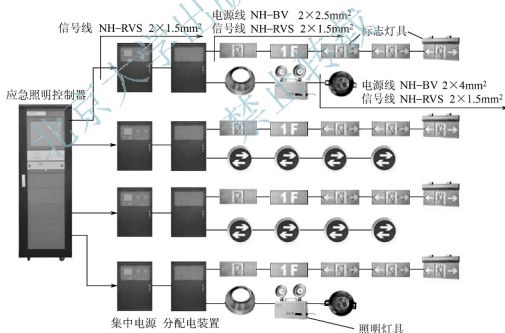 信号线 NH-RVS 2×1.5mm²
电源线 NH-BV 2×2.5mm²
信号线 NH-RVS 2×1.5mm²
标志灯具
1F
电源线 NH-BV 2×4mm²
信号线 NH-RVS 2×1.5mm²
应急照明控制器
1F
1F
1F
集中电源 分配电装置
照明灯具